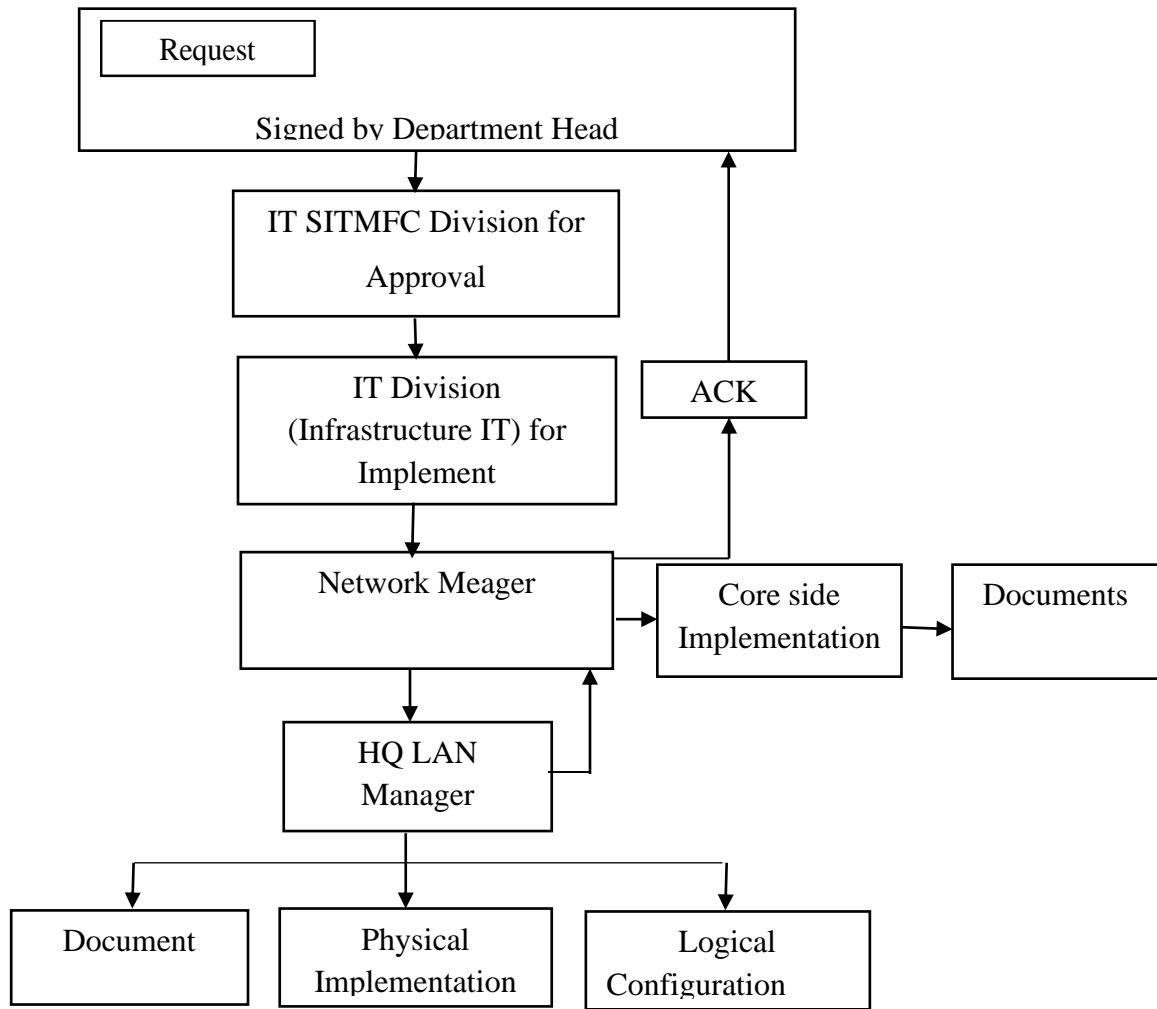 Request
Signed by Department Head
IT SITMFC Division for
Approval
IT Division
(Infrastructure IT) for
Implement
ACK
Network Meager
Core side
Implementation
Documents
HQ LAN
Manager
Document
Physical
Implementation
Logical
Configuration